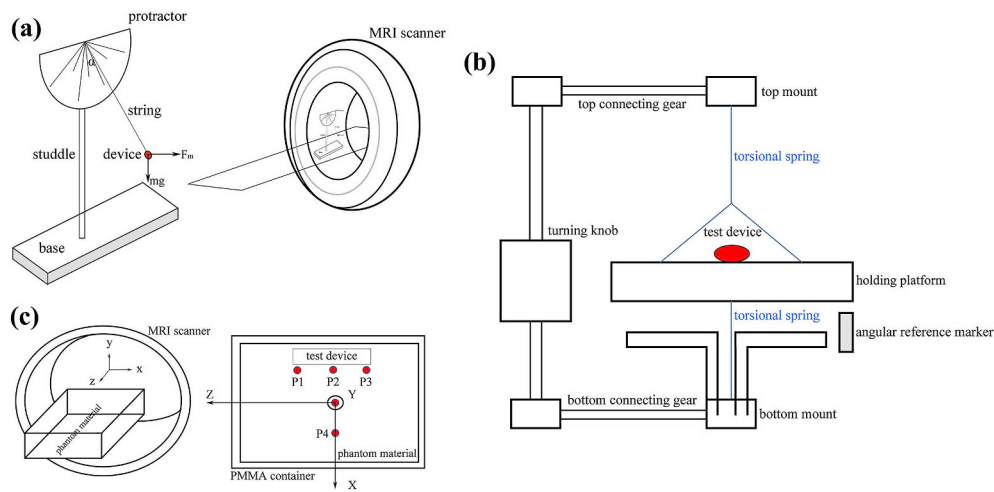 (a)
protractor
α
string
studdle
device
Fm
mg
base
MRI scanner
(b)
top mount
top connecting gear
torsional spring
turning knob
test device
holding platform
torsional spring
angular reference marker
bottom connecting gear
bottom mount
(c)
MRI scanner
y
x
z
phantom material
test device
P1 P2 P3
Z
Y
P4
phantom material
PMMA container
X